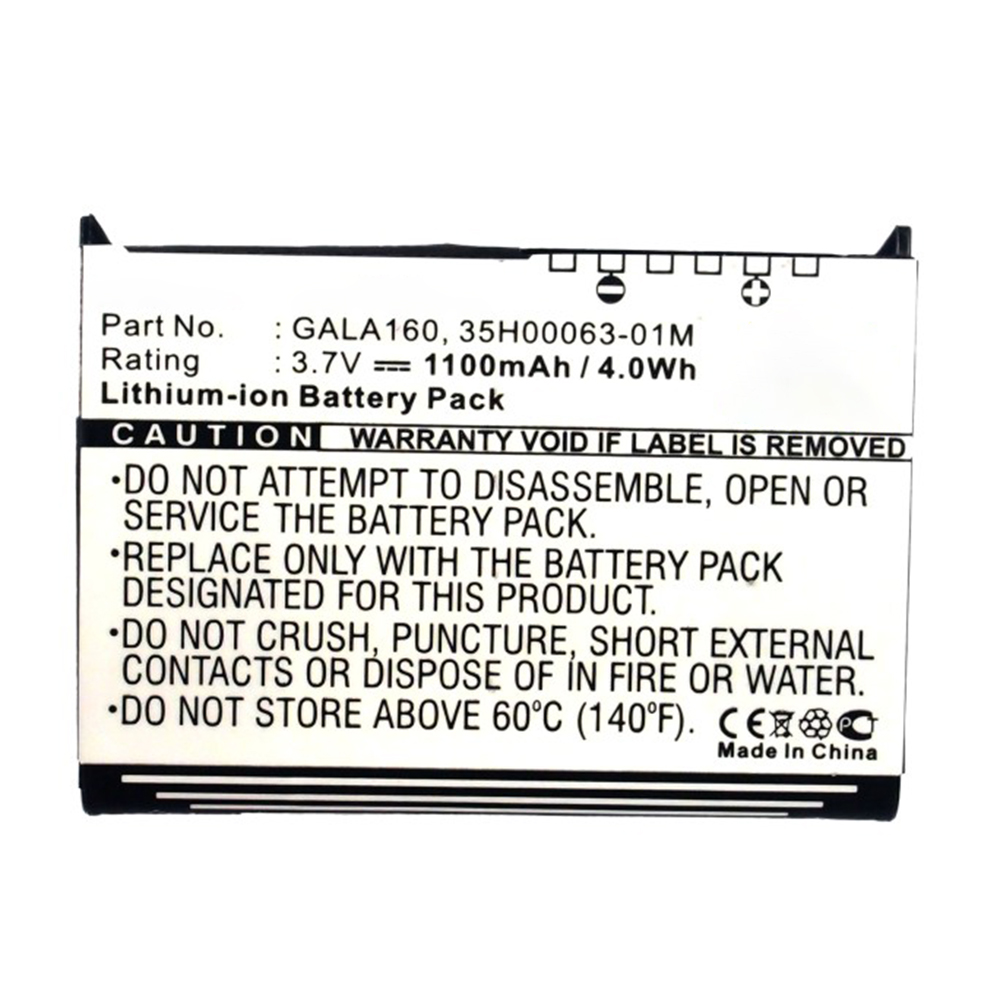 Part No. : GALA160, 35H00063-01M
Rating : 3.7V 1100mAh / 4.0Wh
Lithium-ion Battery Pack
CAUTION WARRANTY VOID IF LABEL IS REMOVED
•DO NOT ATTEMPT TO DISASSEMBLE, OPEN OR
SERVICE THE BATTERY PACK.
•REPLACE ONLY WITH THE BATTERY PACK
DESIGNATED FOR THIS PRODUCT.
•DO NOT CRUSH, PUNCTURE, SHORT EXTERNAL
CONTACTS OR DISPOSE OF IN FIRE OR WATER.
•DO NOT STORE ABOVE 60°C (140°F). CE PCT
Made In China